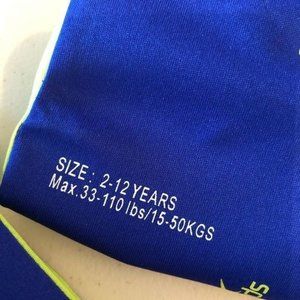 SIZE: 2-12 YEARS
Max.33-110 lbs/15-50KGS